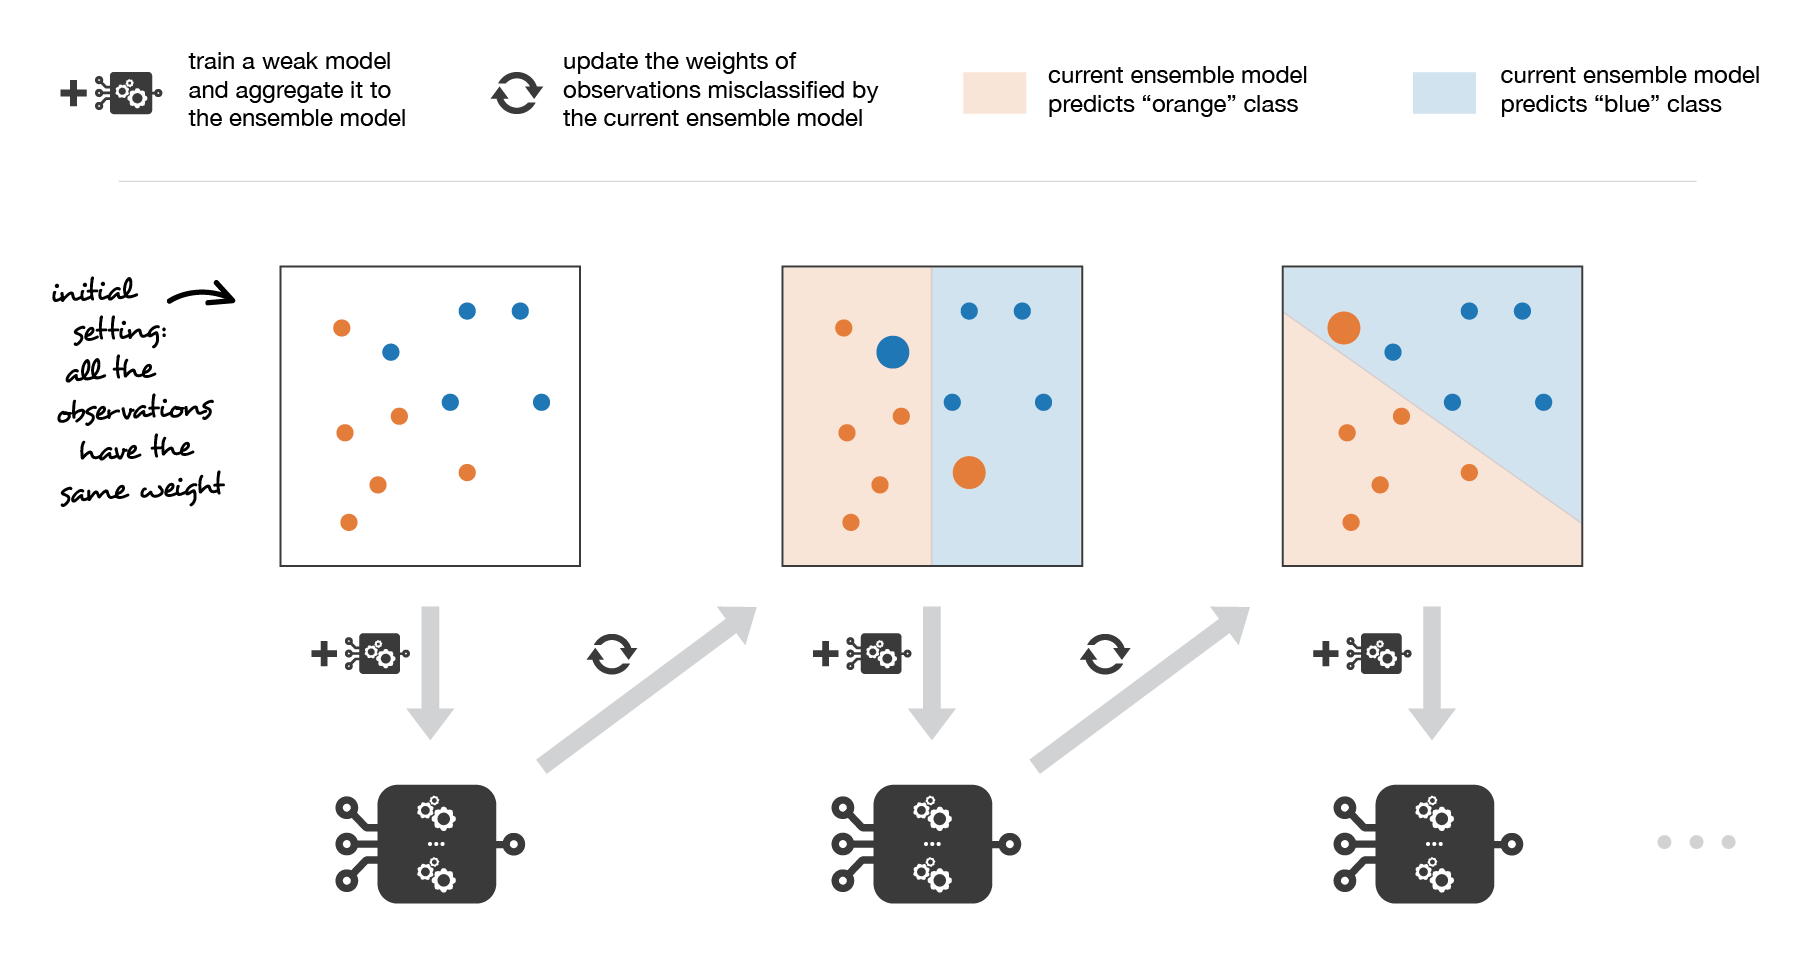 train a weak model
and aggregate it to
the ensemble model
update the weights of
observations misclassified by
the current ensemble model
current ensemble model
predicts “orange” class
current ensemble model
predicts “blue” class
initial
setting:
all the
observations
have the
same weight